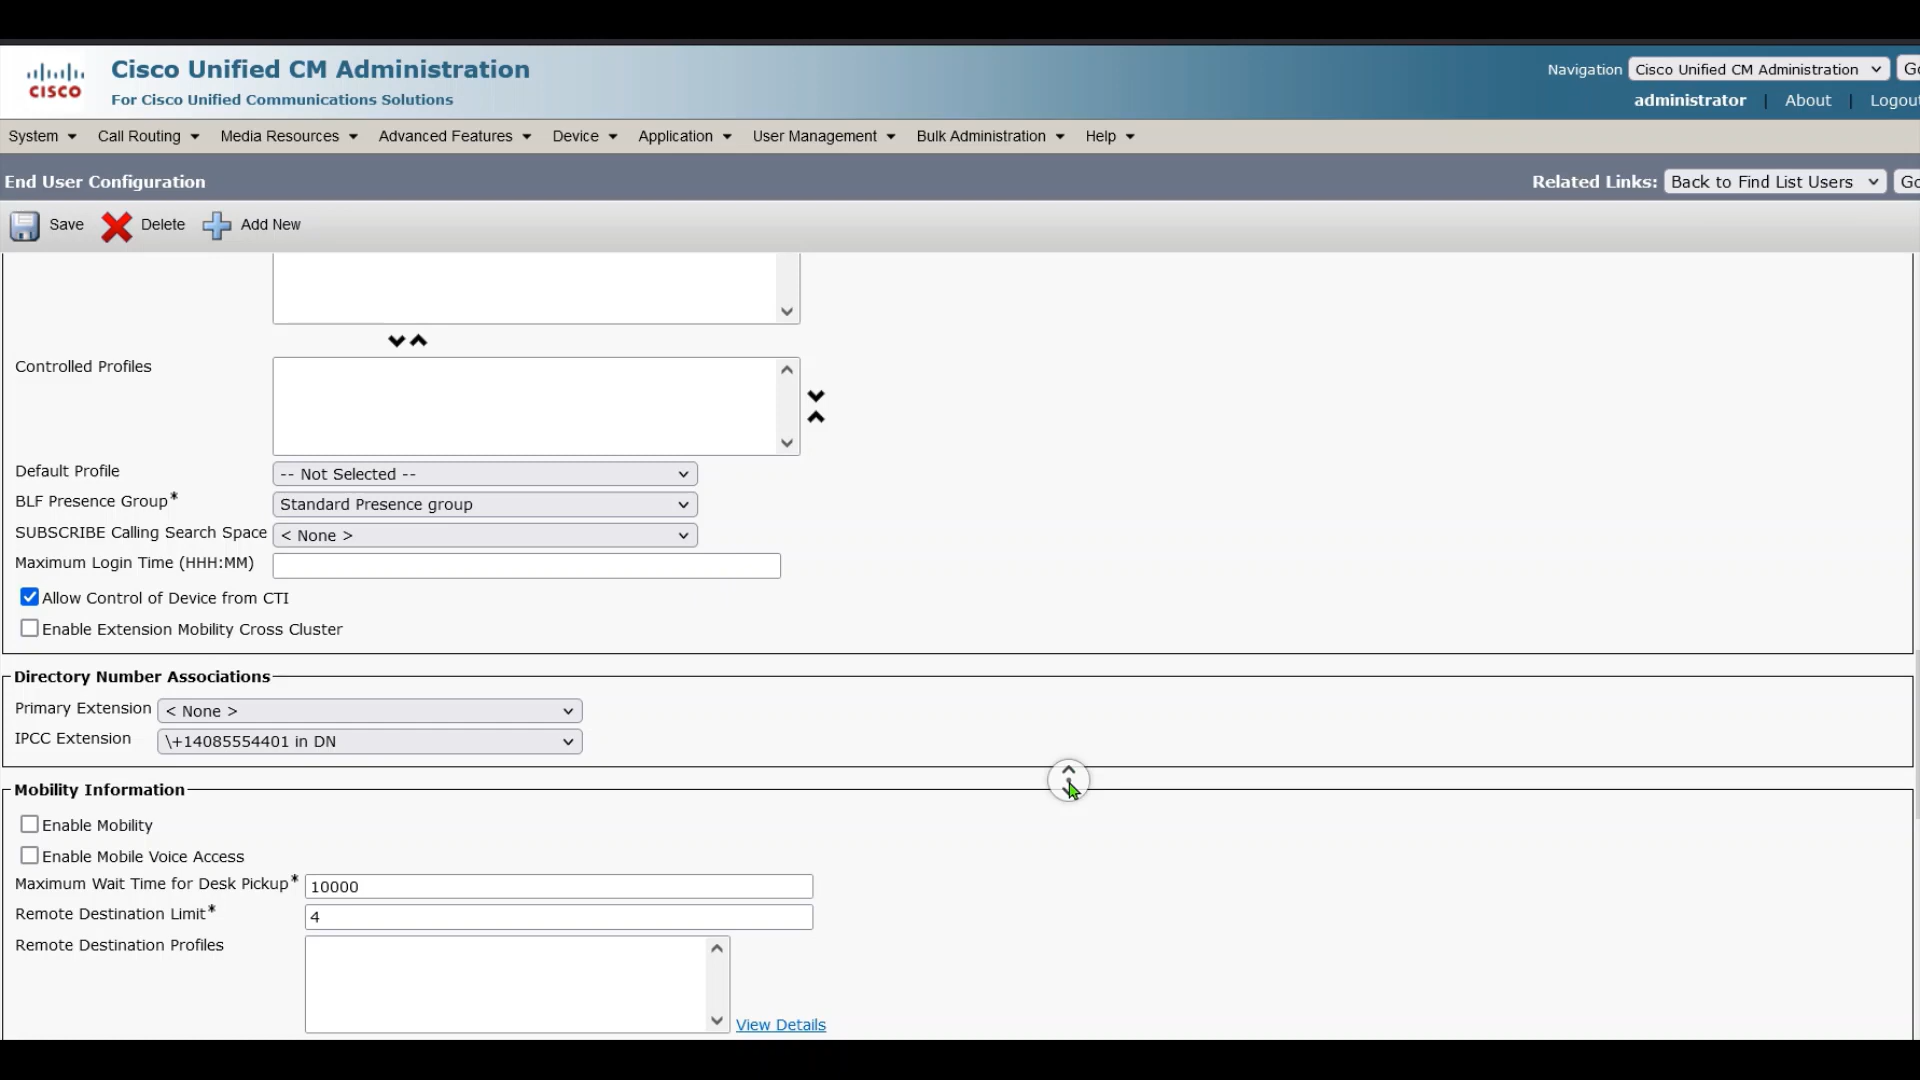 Cisco Unified CM Administration
Navigation Cisco Unified CM Administration
CISCO
For Cisco Unified Communications Solutions
administrator | About | Logout
System Call Routing Media Resources Advanced Features Device Application User Management Bulk Administration Help
End User Configuration
Related Links: Back to Find List Users
Save Delete Add New
Controlled Profiles
Default Profile -- Not Selected --
BLF Presence Group* Standard Presence group
SUBSCRIBE Calling Search Space < None >
Maximum Login Time (HHH:MM)
Allow Control of Device from CTI
Enable Extension Mobility Cross Cluster
Directory Number Associations
Primary Extension < None >
IPCC Extension \+14085554401 in DN
Mobility Information
Enable Mobility
Enable Mobile Voice Access
Maximum Wait Time for Desk Pickup* 10000
Remote Destination Limit* 4
Remote Destination Profiles
View Details